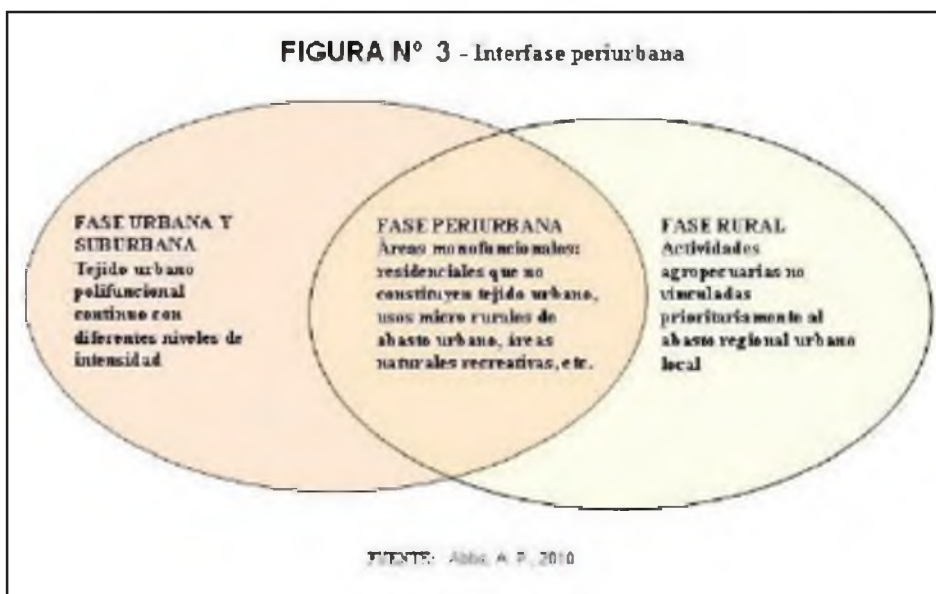 FIGURA Nº 3 - Interfase periurbana
FASE URBANA Y
SUBURBANA
Tejido urbano
polifuncional
continuo con
diferentes niveles de
intensidad
FASE PERIURBANA
Áreas monofuncionales:
residenciales que no
constituyen tejido urbano,
usos micro rurales de
abasto urbano, áreas
naturales recreativas, etc.
FASE RURAL
Actividades
agropecuarias no
vinculadas
prioritariamente al
abasto regional urbano
local
FUENTE: A. P., 2010